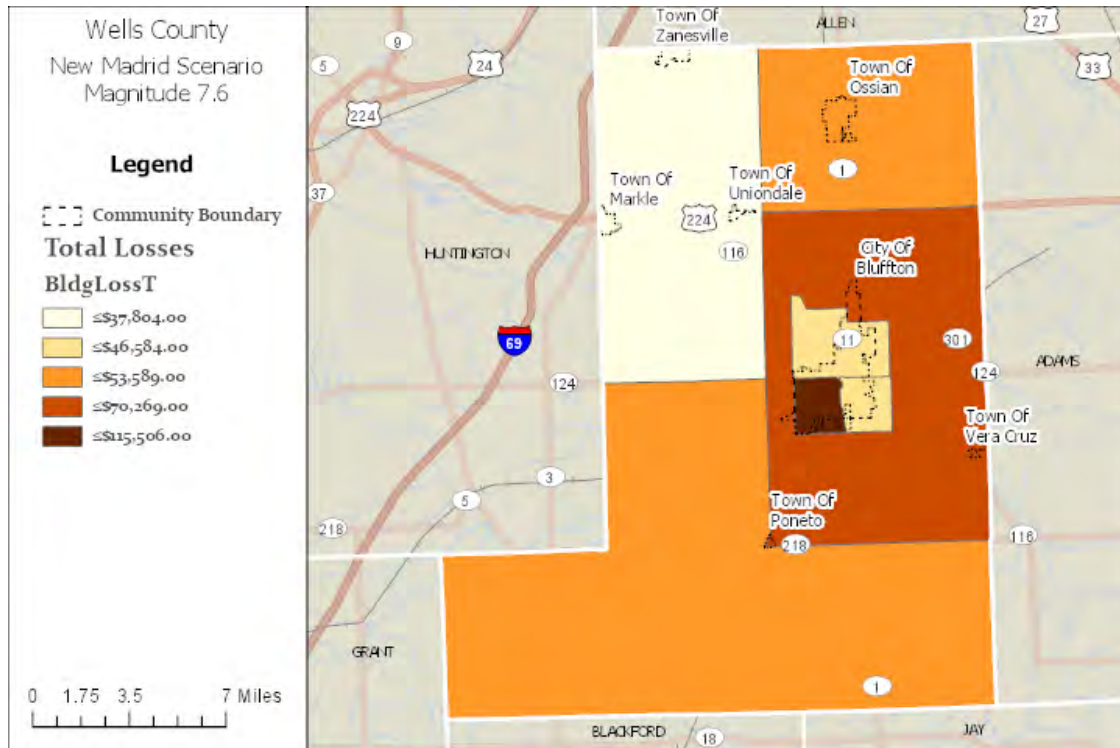 Wells County
New Madrid Scenario
Magnitude 7.6
Legend
Community Boundary
Total Losses
BldgLossT
≤$37,804.00
≤$46,584.00
≤$53,589.00
≤$70,269.00
≤$115,506.00
0 1.75 3.5 7 Miles
Town Of
Zanesville
ALLEN
27
9
5
24
33
224
Town Of
Ossian
37
1
Town Of
Markle
Town Of
Uniondale
224
HUNTINGTON
116
City Of
Bluffton
69
11
301
124
124
ADAMS
Town Of
Vera Cruz
3
5
218
Town Of
Poneto
218
116
GRANT
1
BLACKFORD
18
JAY